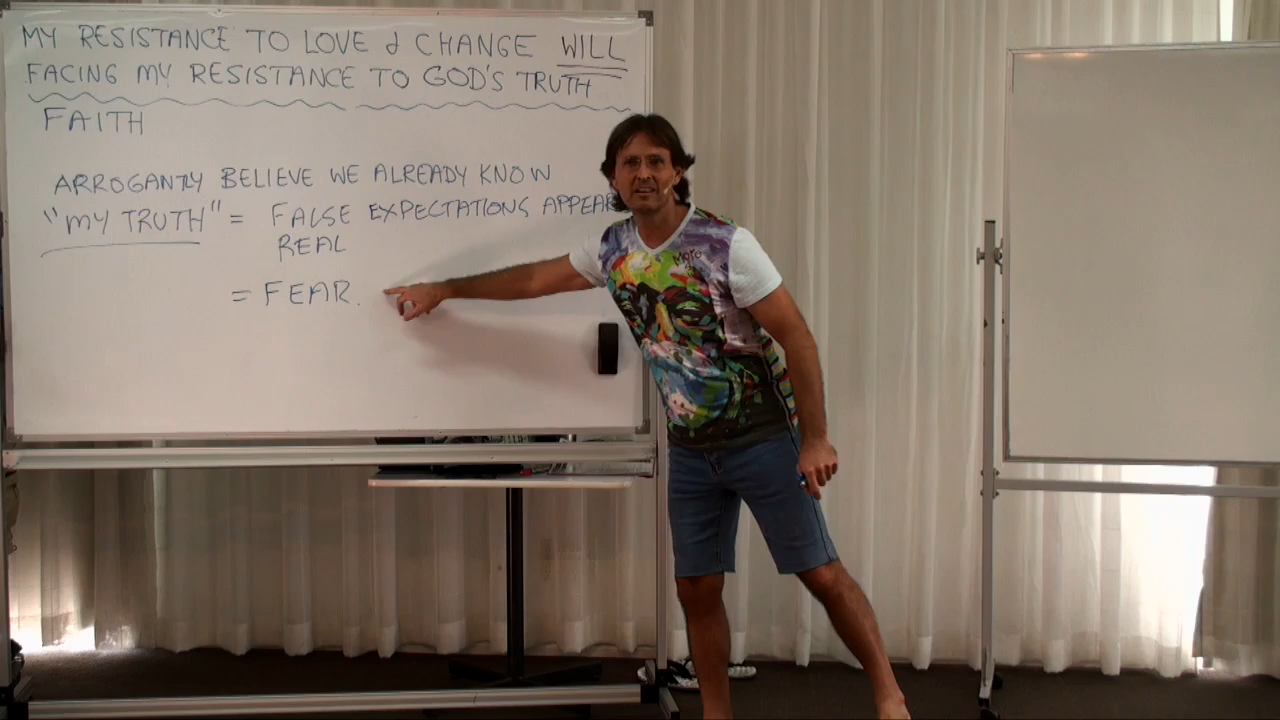 MY RESISTANCE TO LOVE & CHANGE WILL
FACING MY RESISTANCE TO GOD'S TRUTH
FAITH
ARROGANTLY BELIEVE WE ALREADY KNOW
"MY TRUTH" = FALSE EXPECTATIONS APPEAR
REAL
= FEAR.